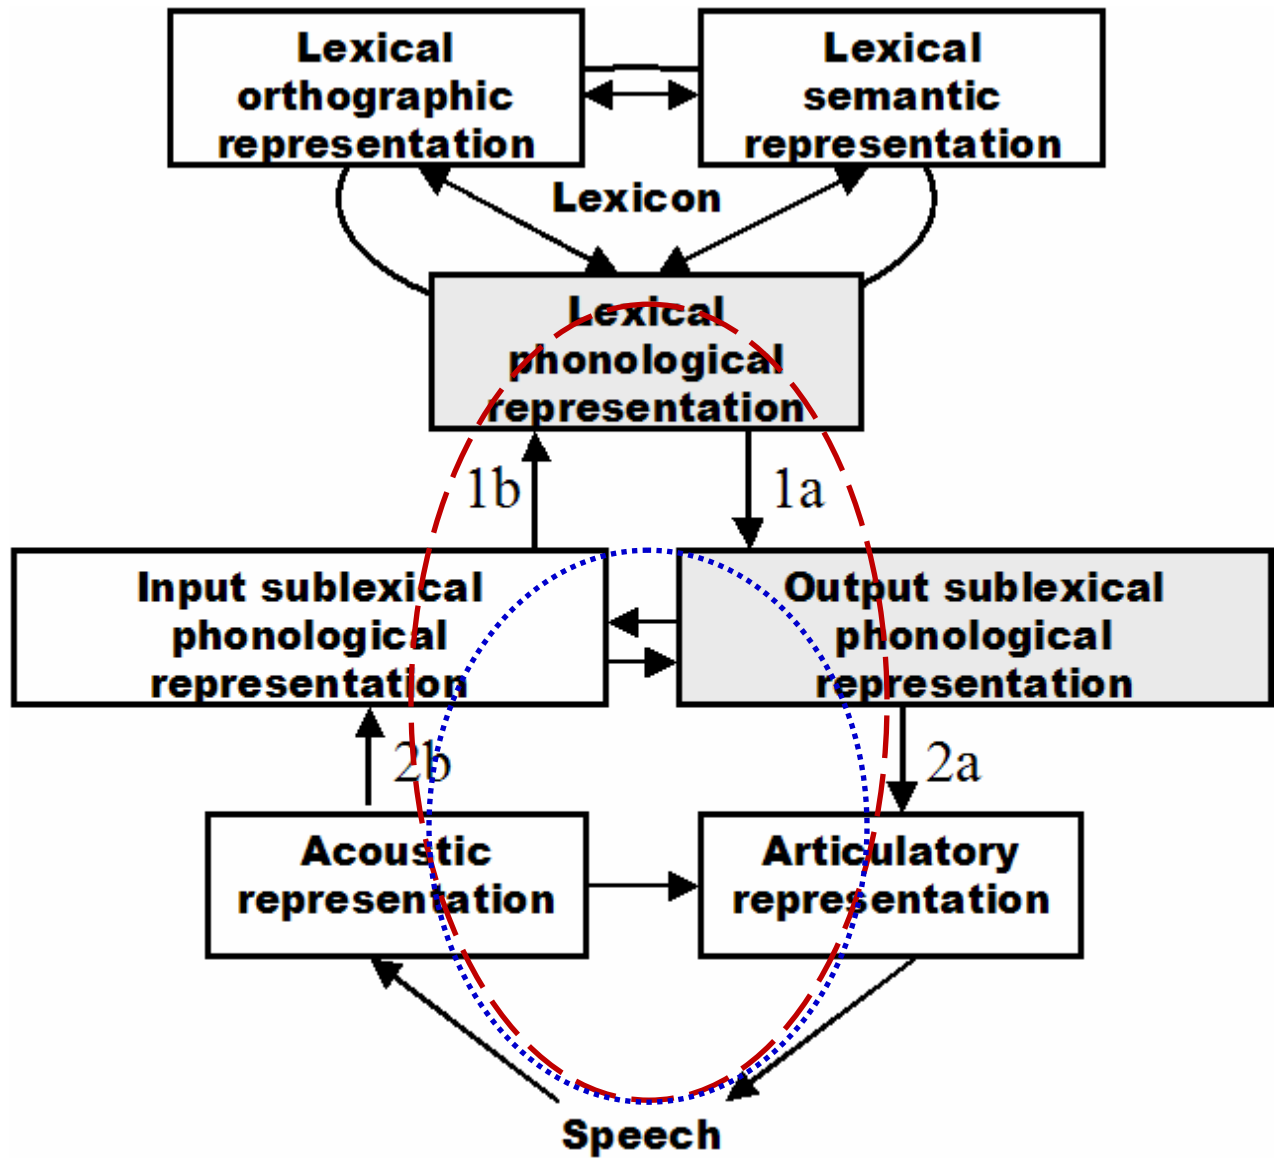 Lexical
orthographic
representation
Lexical
semantic
representation
Lexicon
Lexical
phonological
representation
1b
1a
Input sublexical
phonological
representation
Output sublexical
phonological
representation
2b
2a
Acoustic
representation
Articulatory
representation
Speech